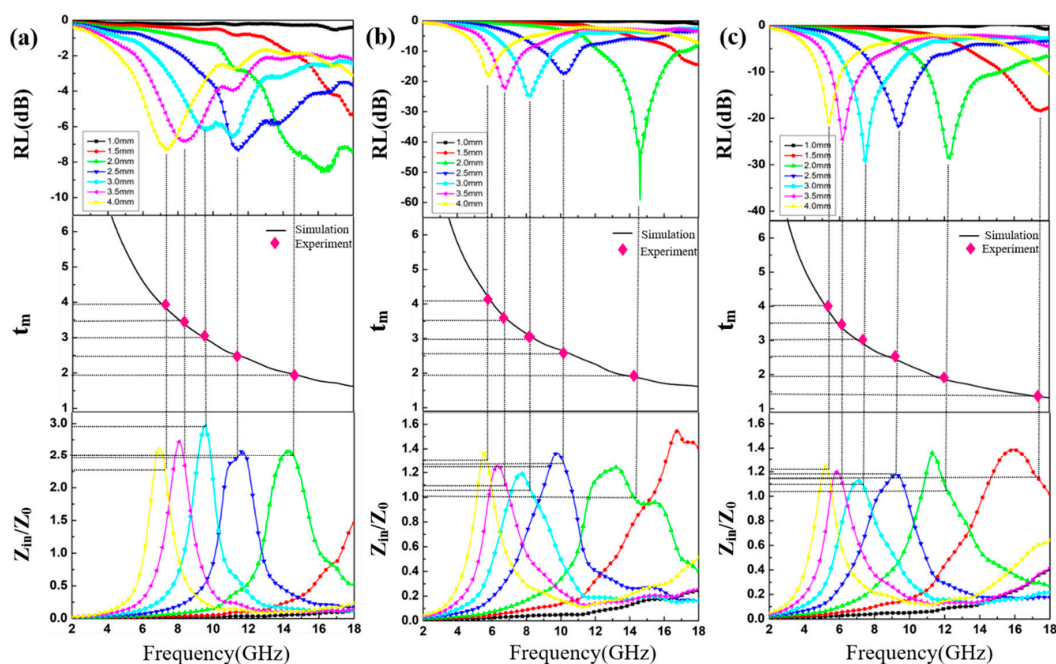 (a)
RL(dB)
0
-2
-4
-6
-8
-10
1.0mm
1.5mm
2.0mm
2.5mm
3.0mm
3.5mm
4.0mm
(b)
RL(dB)
0
-10
-20
-30
-40
-50
-60
1.0mm
1.5mm
2.0mm
2.5mm
3.0mm
3.5mm
4.0mm
(c)
RL(dB)
0
-10
-20
-30
-40
1.0mm
1.5mm
2.0mm
2.5mm
3.0mm
3.5mm
4.0mm
tm
6
5
4
3
2
1
Simulation
Experiment
tm
6
5
4
3
2
1
Simulation
Experiment
tm
6
5
4
3
2
1
Simulation
Experiment
Zin/Z0
3.0
2.5
2.0
1.5
1.0
0.5
0.0
2 4 6 8 10 12 14 16 18
Frequency(GHz)
Zin/Z0
1.6
1.4
1.2
1.0
0.8
0.6
0.4
0.2
0.0
2 4 6 8 10 12 14 16 18
Frequency(GHz)
Zin/Z0
1.6
1.4
1.2
1.0
0.8
0.6
0.4
0.2
0.0
2 4 6 8 10 12 14 16 18
Frequency(GHz)